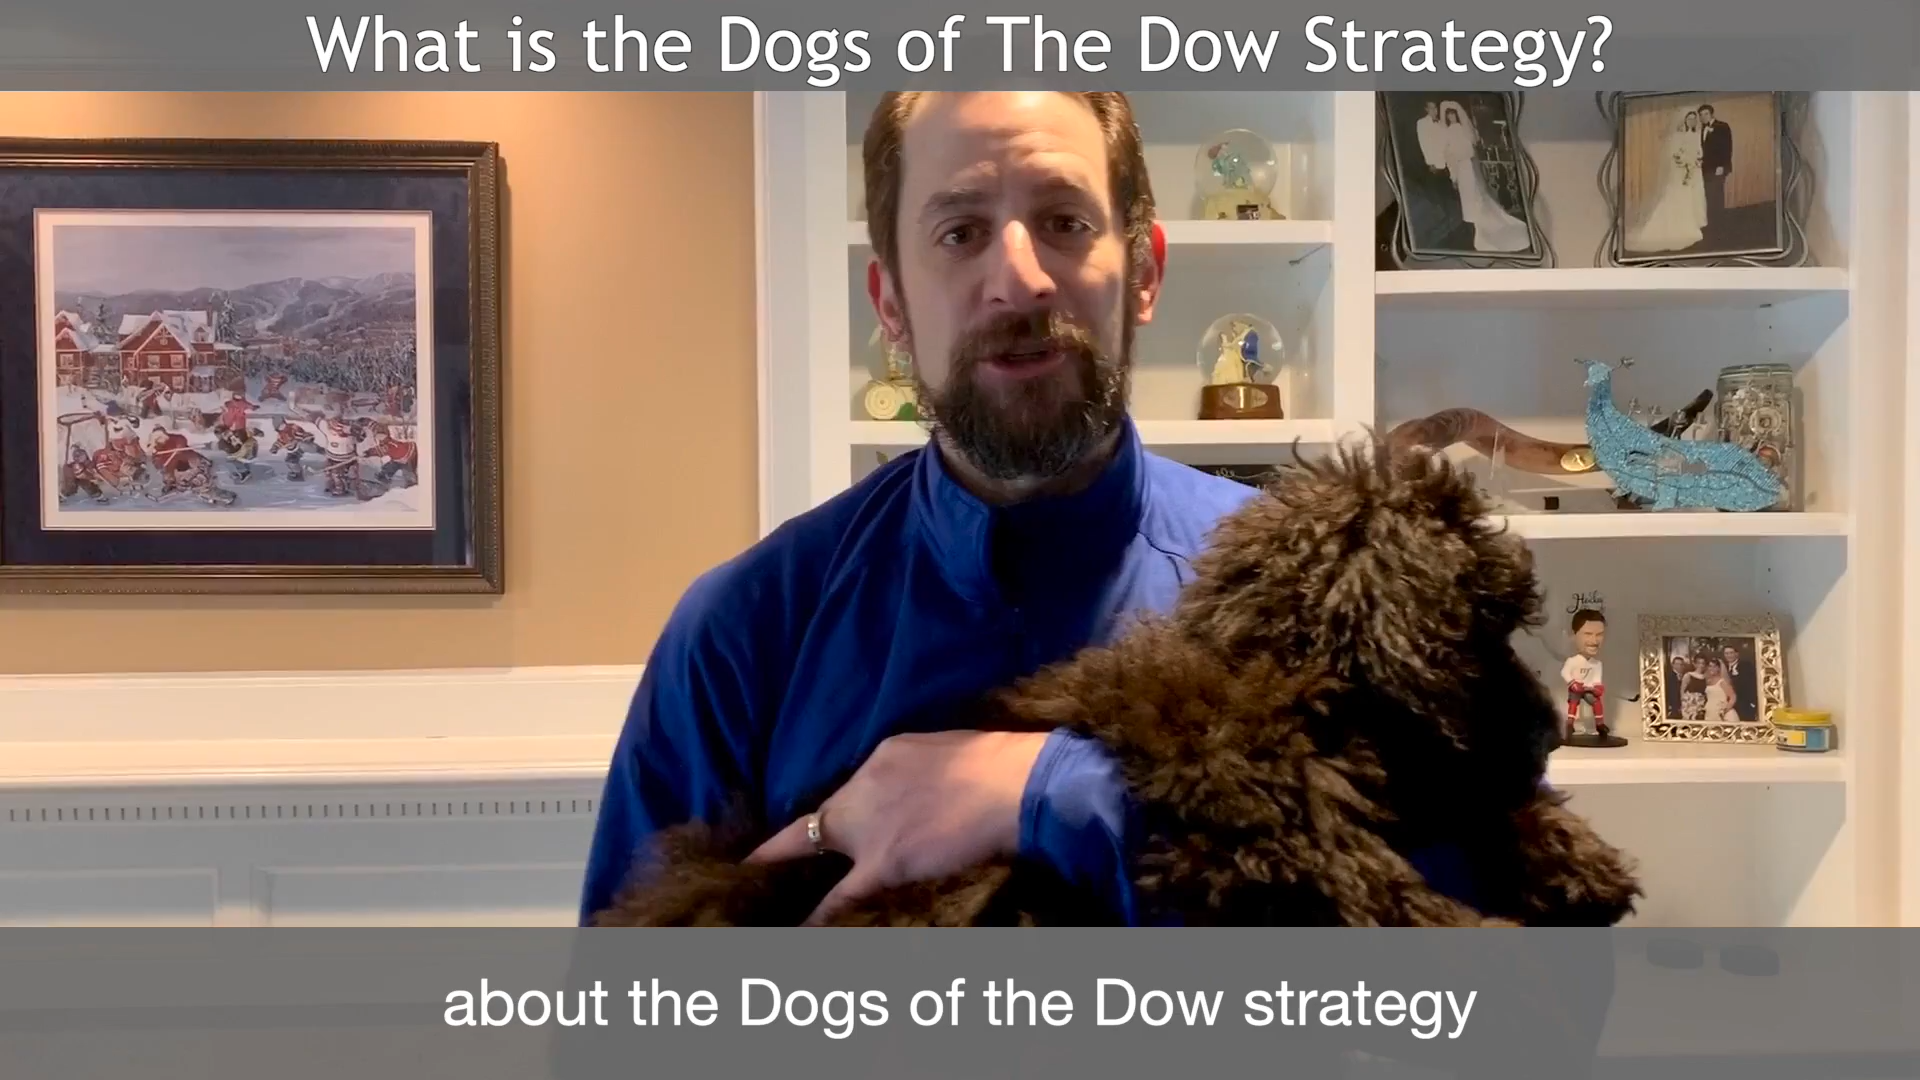 What is the Dogs of The Dow Strategy?
about the Dogs of the Dow strategy